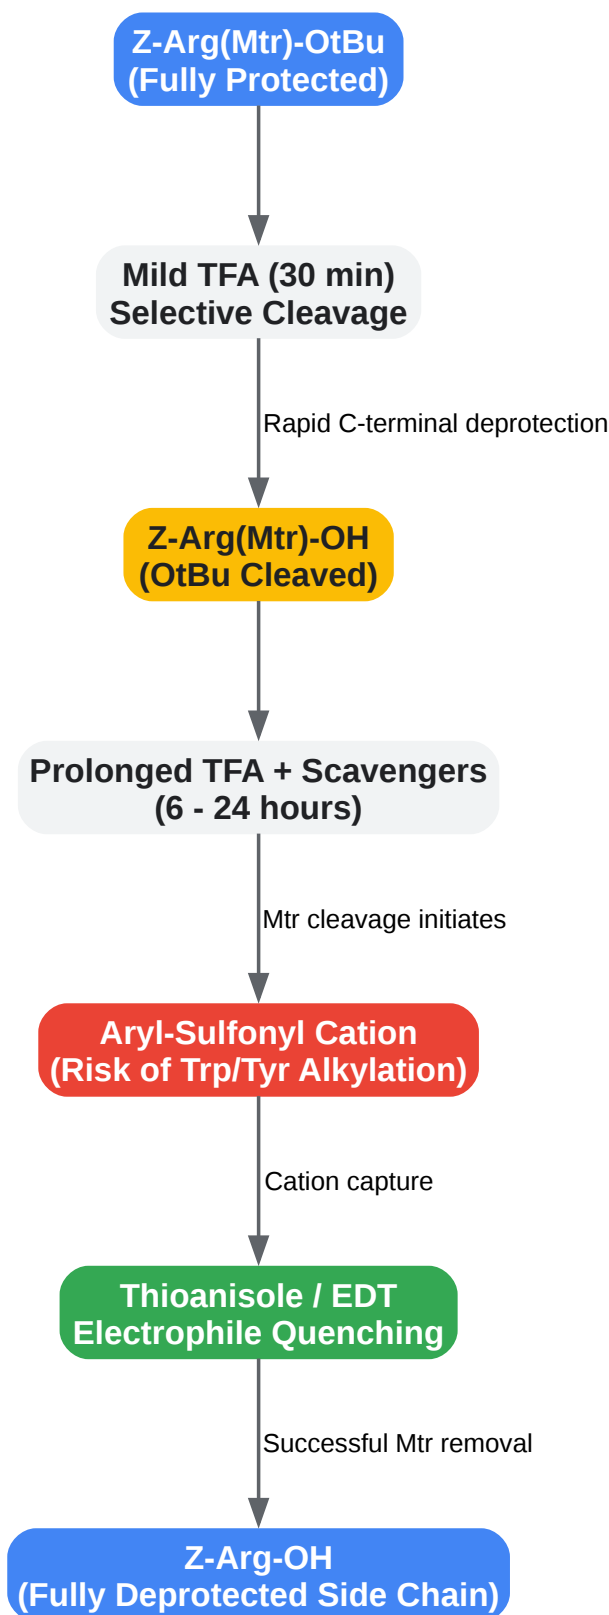 Z-Arg(Mtr)-OtBu
(Fully Protected)
Mild TFA (30 min)
Selective Cleavage
Rapid C-terminal deprotection
Z-Arg(Mtr)-OH
(OtBu Cleaved)
Prolonged TFA + Scavengers
(6 - 24 hours)
Mtr cleavage initiates
Aryl-Sulfonyl Cation
(Risk of Trp/Tyr Alkylation)
Cation capture
Thioanisole / EDT
Electrophile Quenching
Successful Mtr removal
Z-Arg-OH
(Fully Deprotected Side Chain)